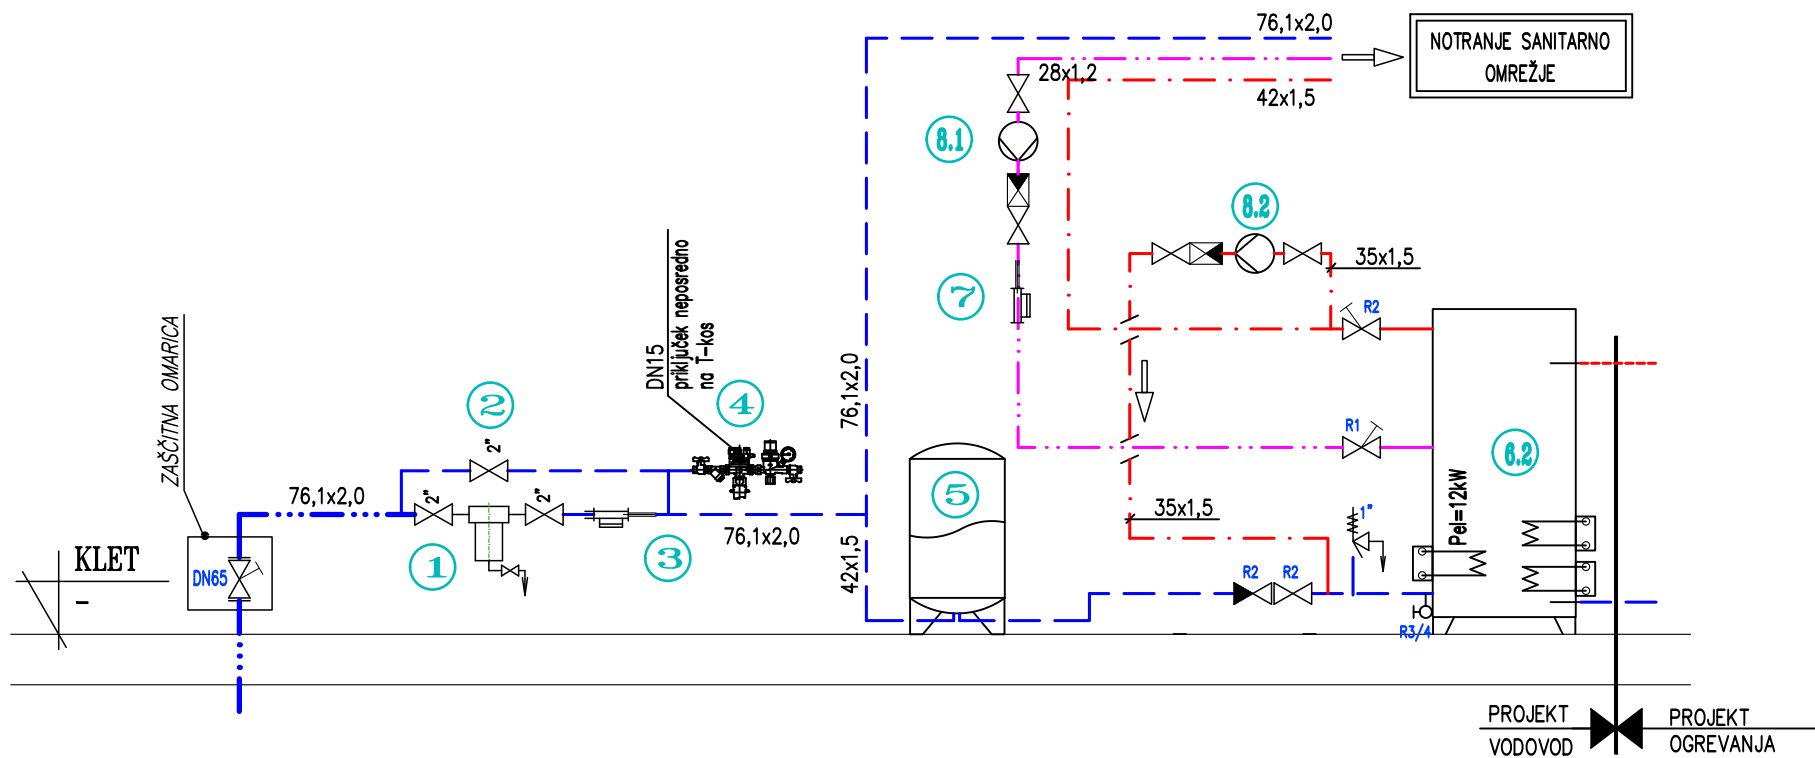 76,1x2,0
NOTRANJE SANITARNO
OMREŽJE
28x1,2
42x1,5
8.1
8.2
35x1,5
7
R2
ZAŠČITNA OMARICA
DN15
priključek neposredno
na T-kos
76,1x2,0
2
2"
4
R1
6.2
76,1x2,0
2"
2"
5
Pel=12kW
35x1,5
1"
76,1x2,0
KLET
-
DN65
1
3
42x1,5
R2
R2
R3/4
PROJEKT
VODOVOD
PROJEKT
OGREVANJA